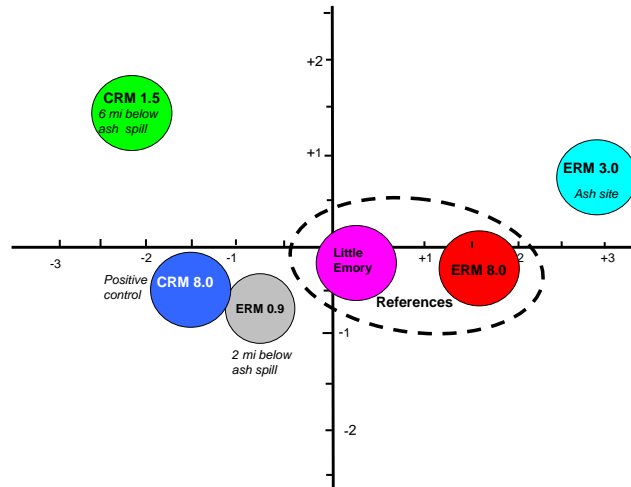 +2
CRM 1.5
6 mi below
ash spill
+1
ERM 3.0
Ash site
-3
-2
-1
+1
2
+3
Little
Emory
ERM 8.0
Positive
control
CRM 8.0
ERM 0.9
References
-1
2 mi below
ash spill
-2